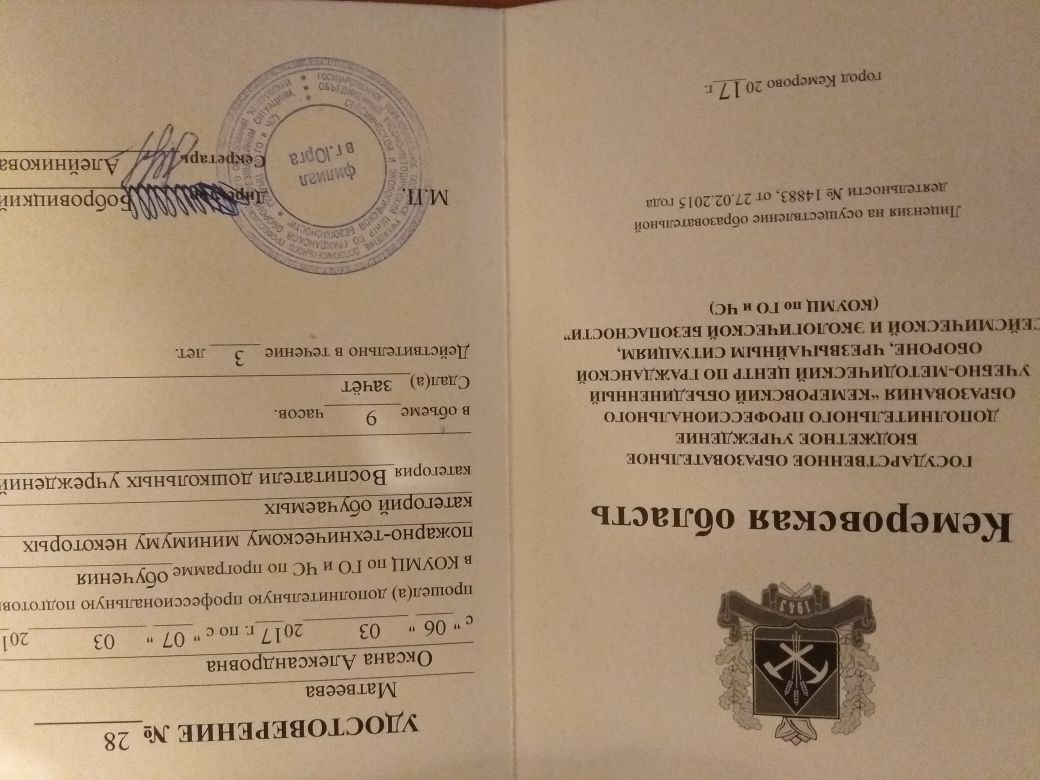 1943
Кемеровская область
ГОСУДАРСТВЕННОЕ ОБРАЗОВАТЕЛЬНОЕ
БЮДЖЕТНОЕ УЧРЕЖДЕНИЕ
ДОПОЛНИТЕЛЬНОГО ПРОФЕССИОНАЛЬНОГО
ОБРАЗОВАНИЯ "КЕМЕРОВСКИЙ ОБЪЕДИНЕННЫЙ
УЧЕБНО-МЕТОДИЧЕСКИЙ ЦЕНТР ПО ГРАЖДАНСКОЙ
ОБОРОНЕ, ЧРЕЗВЫЧАЙНЫМ СИТУАЦИЯМ,
СЕЙСМИЧЕСКОЙ И ЭКОЛОГИЧЕСКОЙ БЕЗОПАСНОСТИ"
(КОУМЦ по ГО и ЧС)
Лицензия на осуществление образовательной
деятельности № 14883, от 27.02.2015 года
город Кемерово 2017 г.
УДОСТОВЕРЕНИЕ № 28
Матвеева
Оксана Александровна
с " 06 " 03 2017 г. по с " 07 " 03 201
прошел(а) дополнительную профессиональную
в КОУМЦ по ГО и ЧС по программе обучения
пожарно-техническому минимуму некоторых
категорий обучаемых
категория Воспитатели дошкольных учреждений
в объеме 9 часов.
Сдал(а) зачёт
Действительно в течение 3 лет.
М.П. Директор Бобровицкий
Секретарь Алейникова
филиал
в г.Юрга